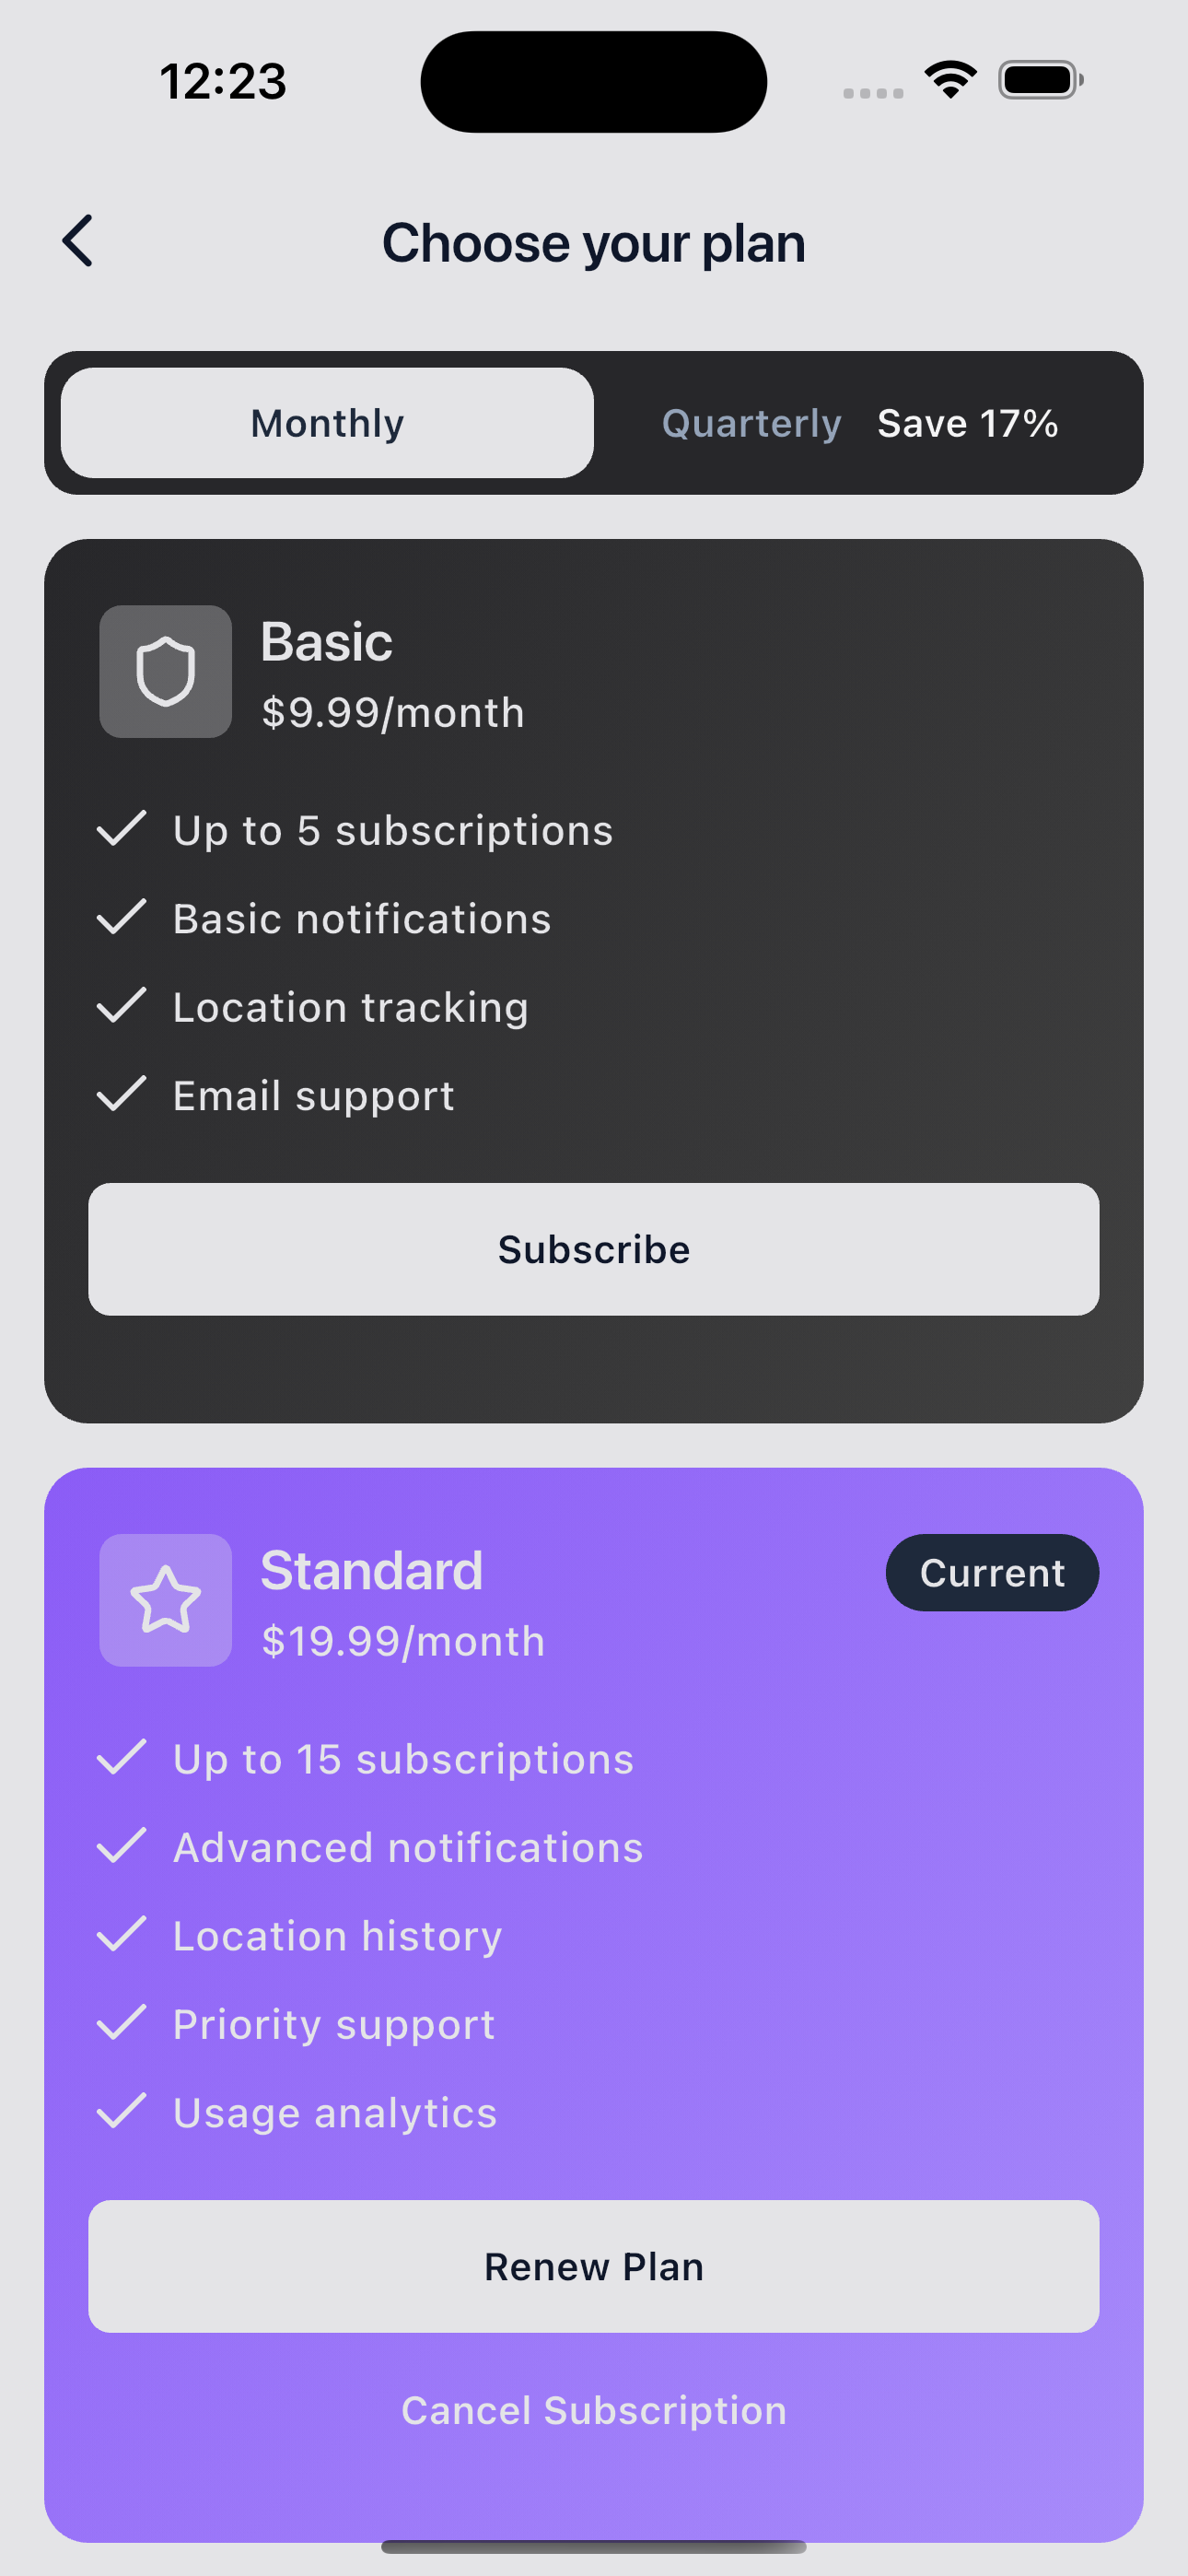 12:23
Choose your plan
Monthly
Quarterly Save 17%
Basic
$9.99/month
Up to 5 subscriptions
Basic notifications
Location tracking
Email support
Subscribe
Standard
Current
$19.99/month
Up to 15 subscriptions
Advanced notifications
Location history
Priority support
Usage analytics
Renew Plan
Cancel Subscription